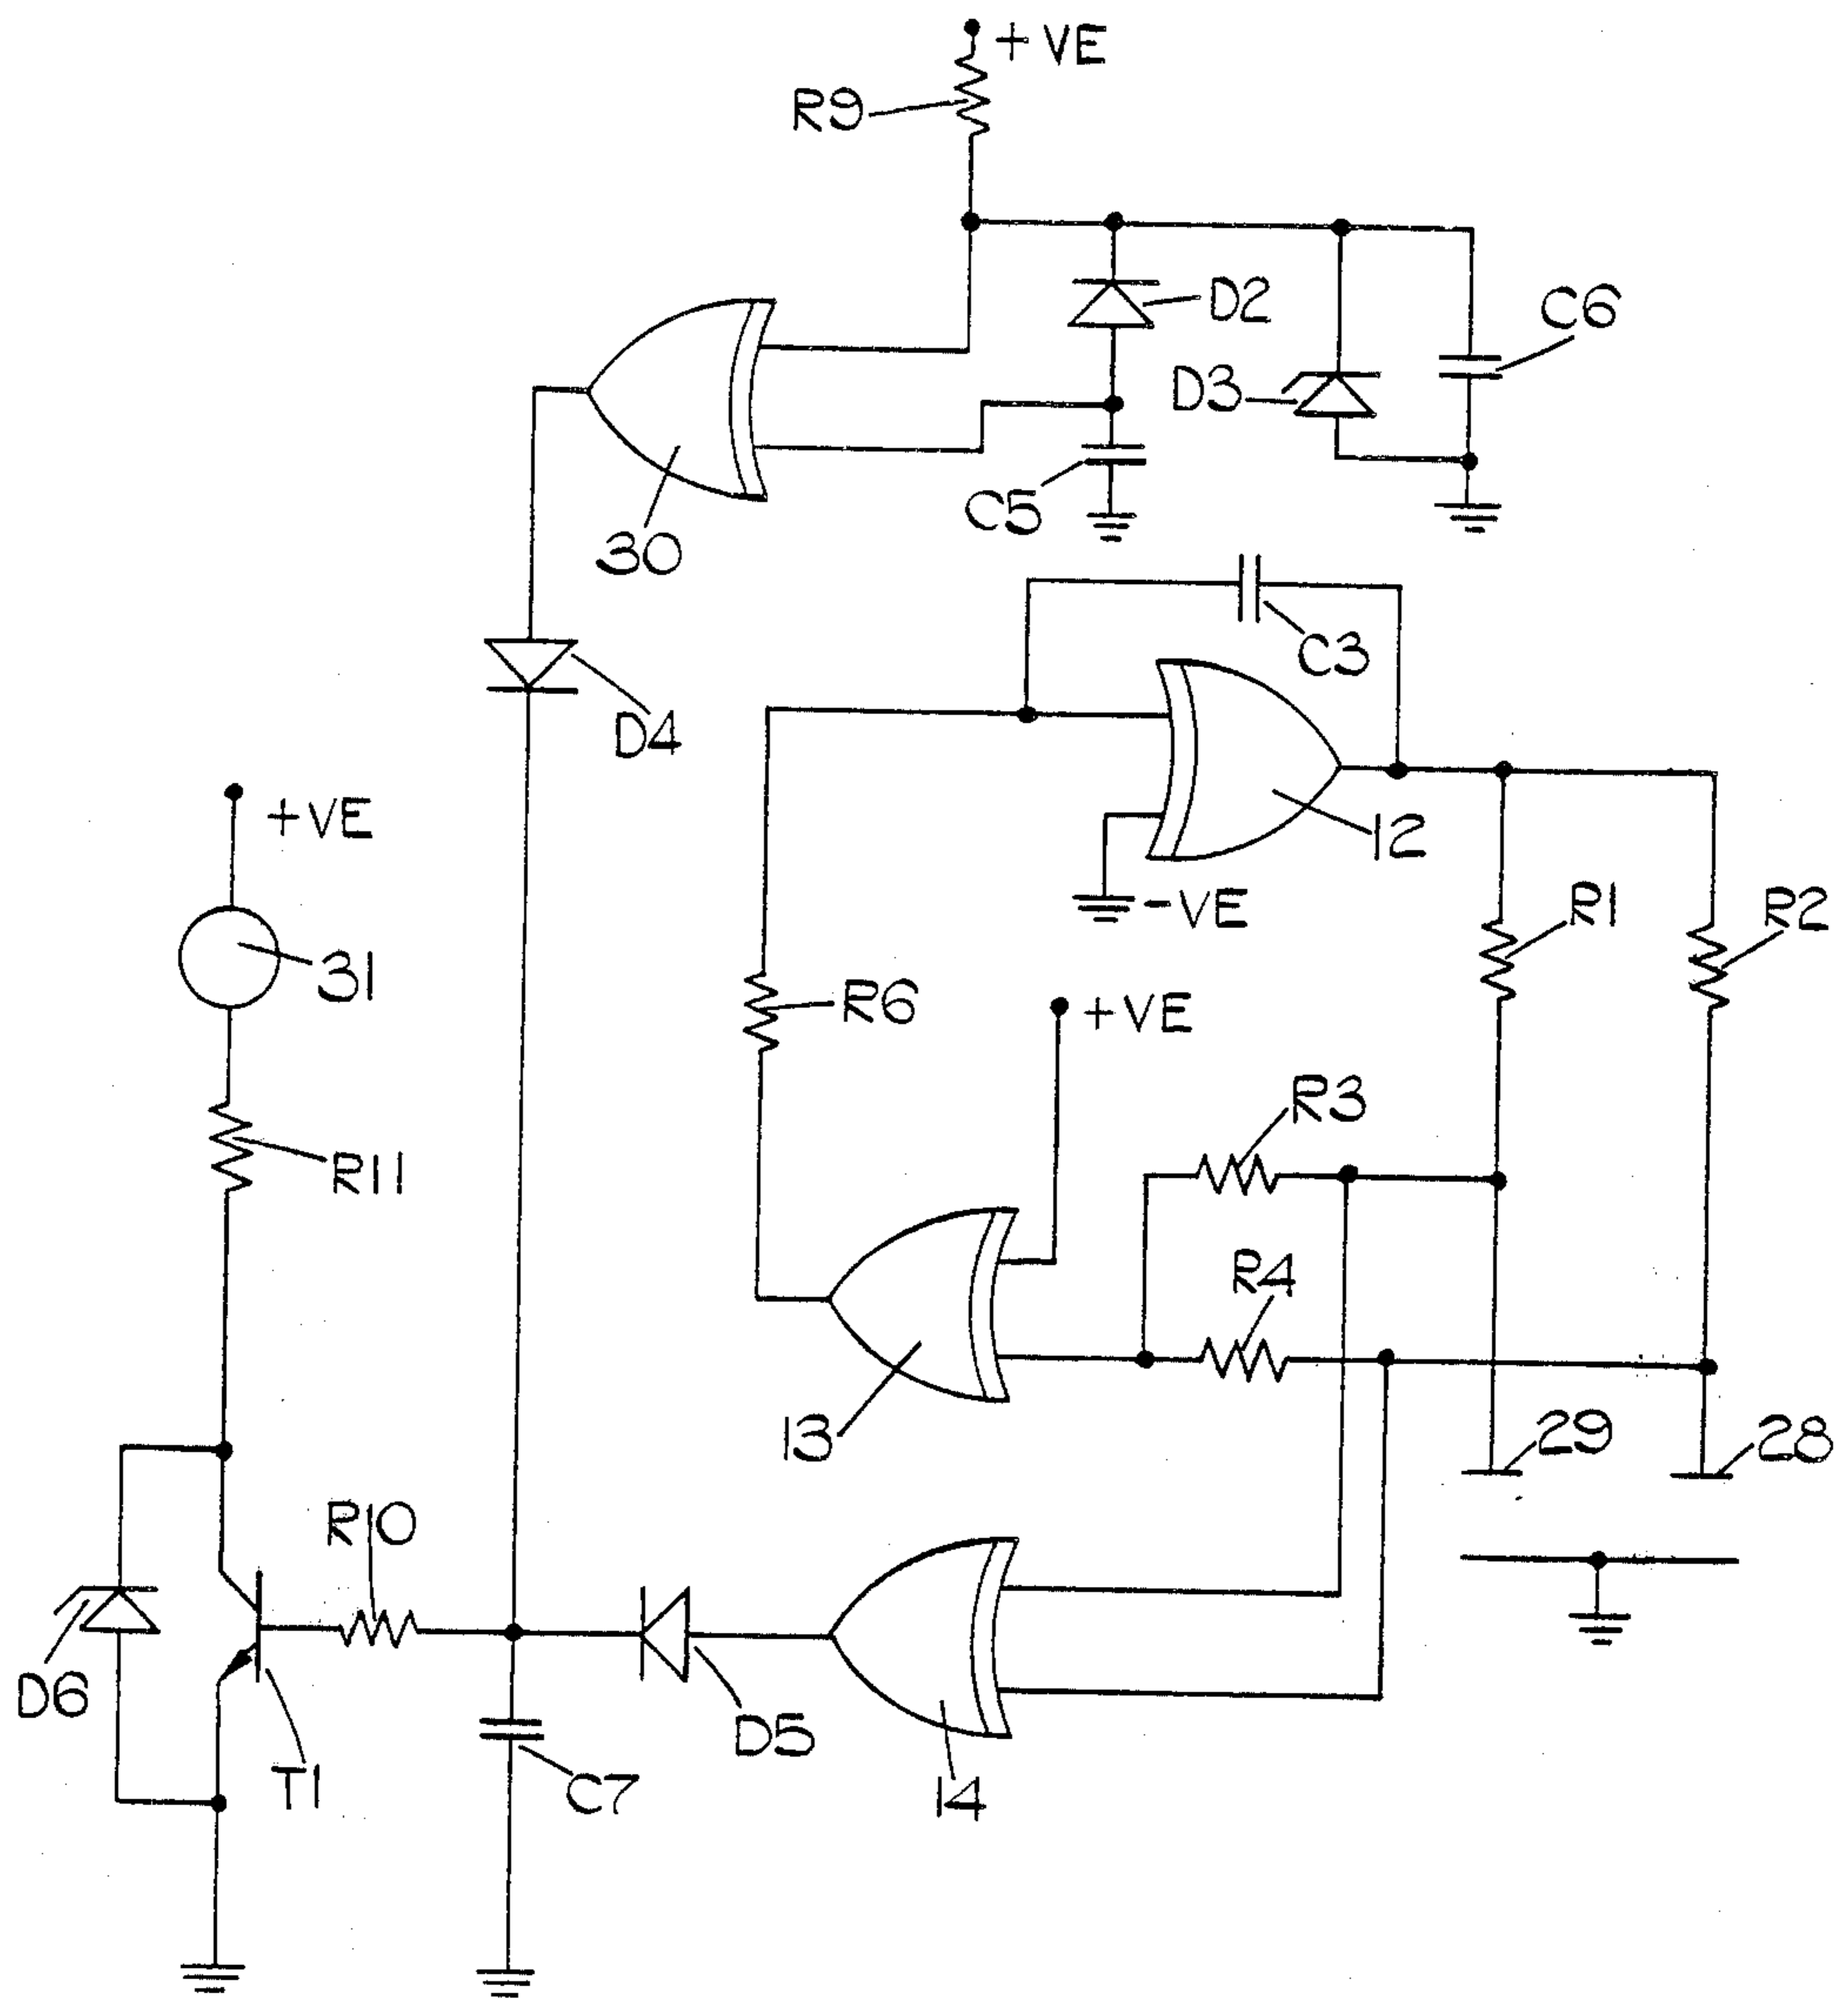 +VE
R9
D2
C6
D3
C5
30
C3
D4
+VE
12
-VE
R1
R2
31
R6
+VE
R3
R11
R4
13
29
28
R10
D6
D5
T1
C7
14